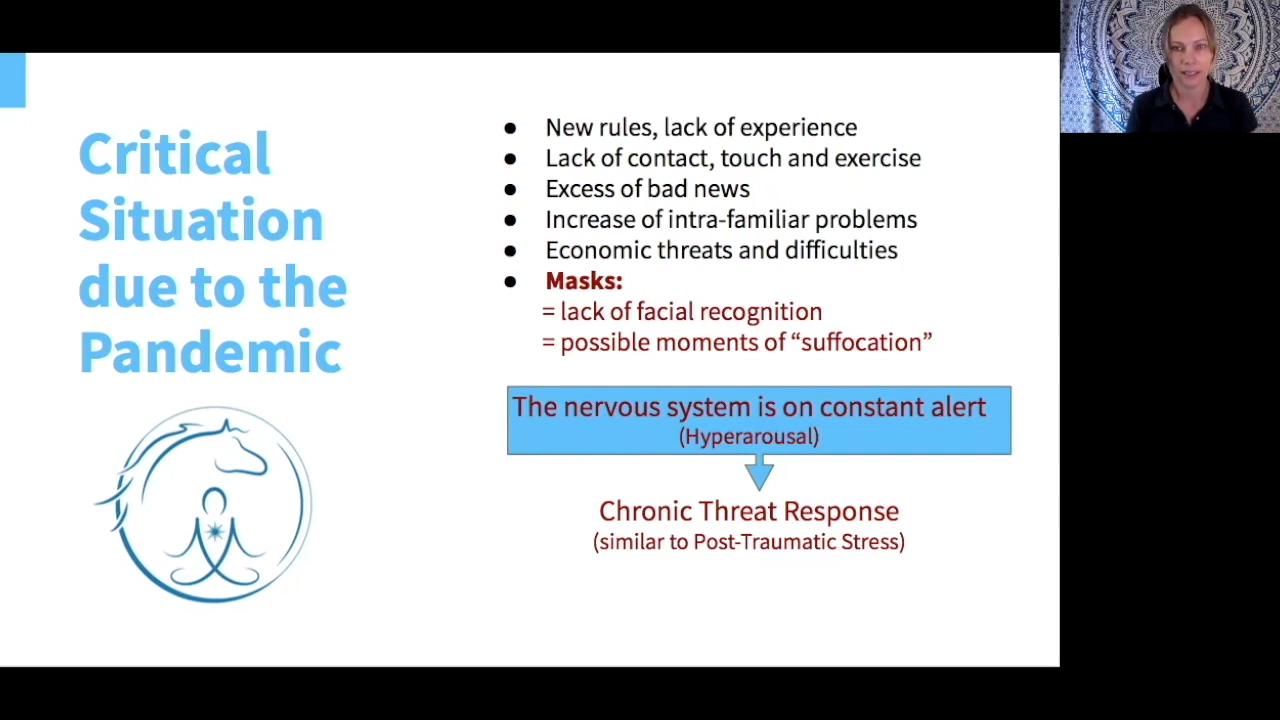 Critical
Situation
due to the
Pandemic
● New rules, lack of experience
● Lack of contact, touch and exercise
● Excess of bad news
● Increase of intra-familiar problems
● Economic threats and difficulties
● Masks:
= lack of facial recognition
= possible moments of “suffocation”
The nervous system is on constant alert
(Hyperarousal)
Chronic Threat Response
(similar to Post-Traumatic Stress)